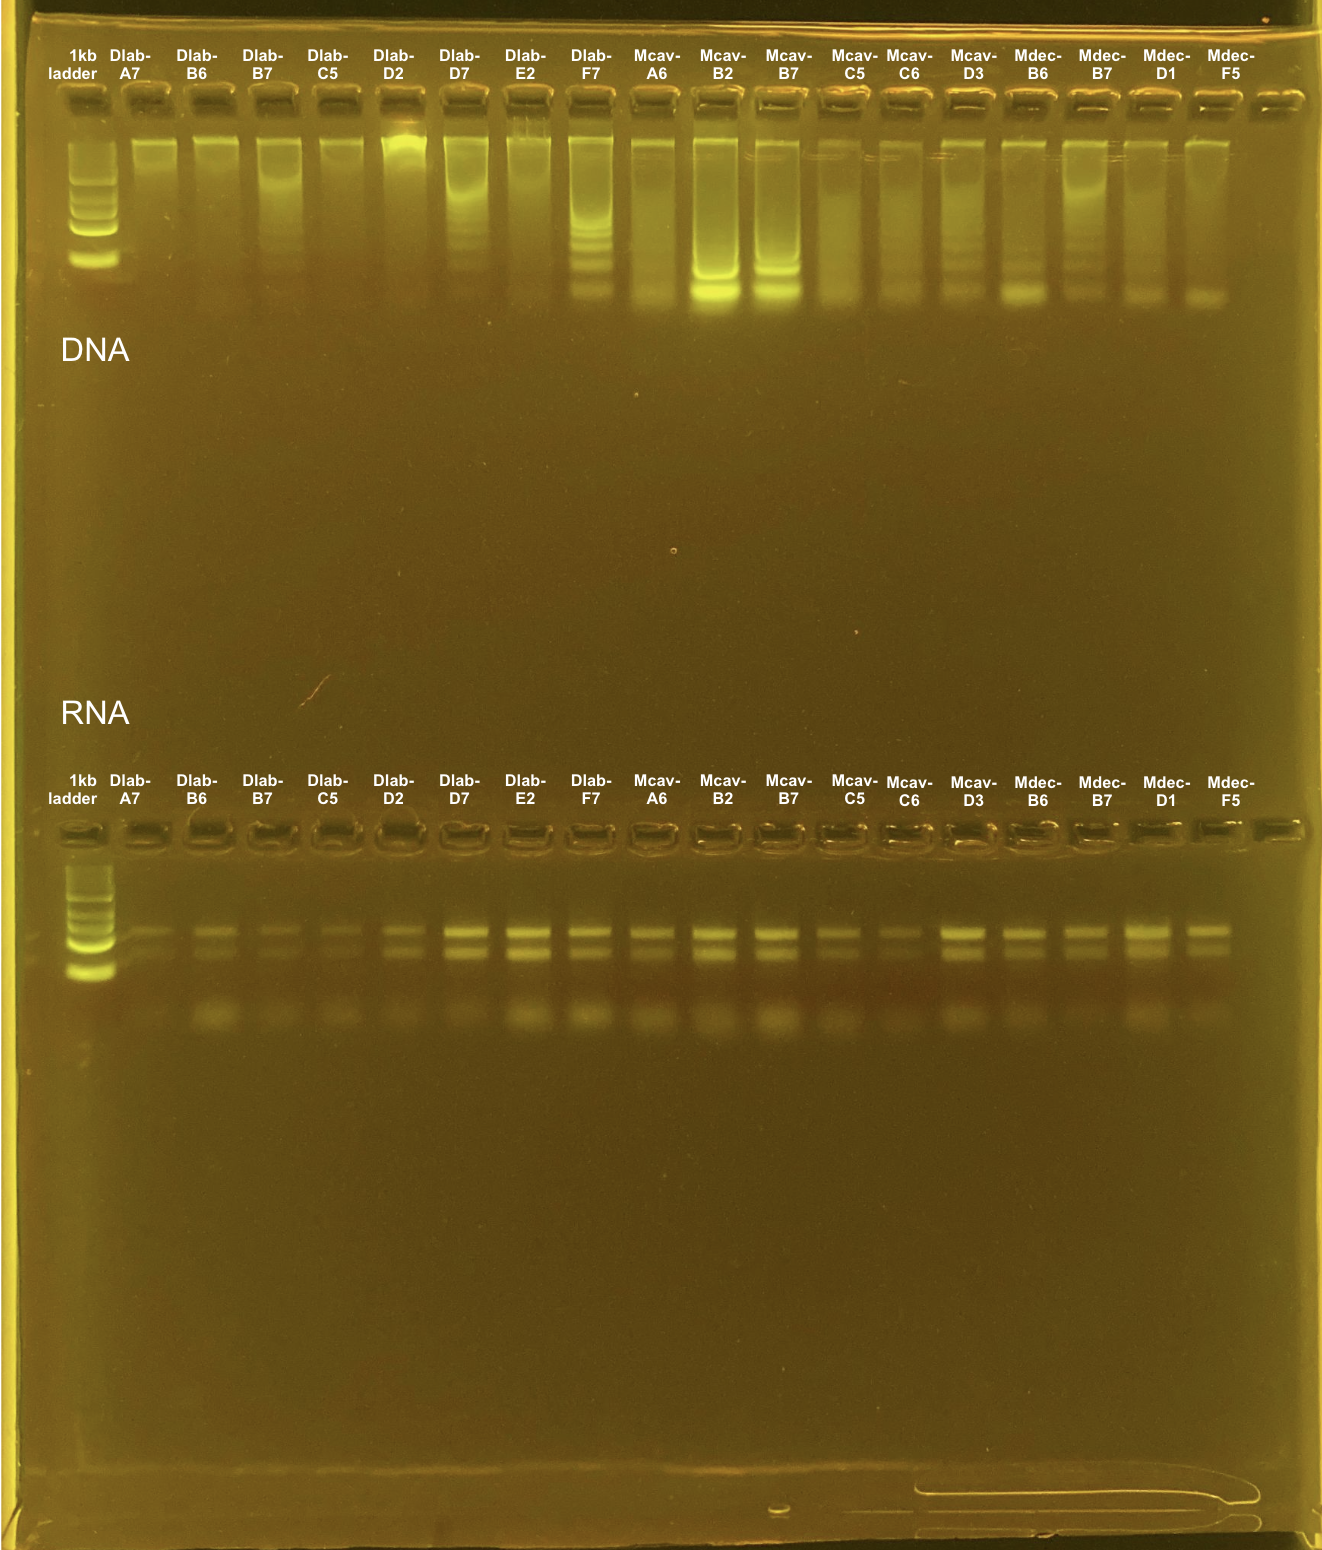 1kb Dlab- Dlab- Dlab- Dlab- Dlab- Dlab- Dlab- Dlab- Mcav- Mcav- Mcav- Mcav- Mcav- Mcav- Mdec- Mdec- Mdec- Mdec-
ladder A7 B6 B7 C5 D2 D7 E2 F7 A6 B2 B7 C5 C6 D3 B6 B7 D1 F5
DNA
RNA
1kb Dlab- Dlab- Dlab- Dlab- Dlab- Dlab- Dlab- Dlab- Mcav- Mcav- Mcav- Mcav- Mcav- Mcav- Mdec- Mdec- Mdec- Mdec-
ladder A7 B6 B7 C5 D2 D7 E2 F7 A6 B2 B7 C5 C6 D3 B6 B7 D1 F5